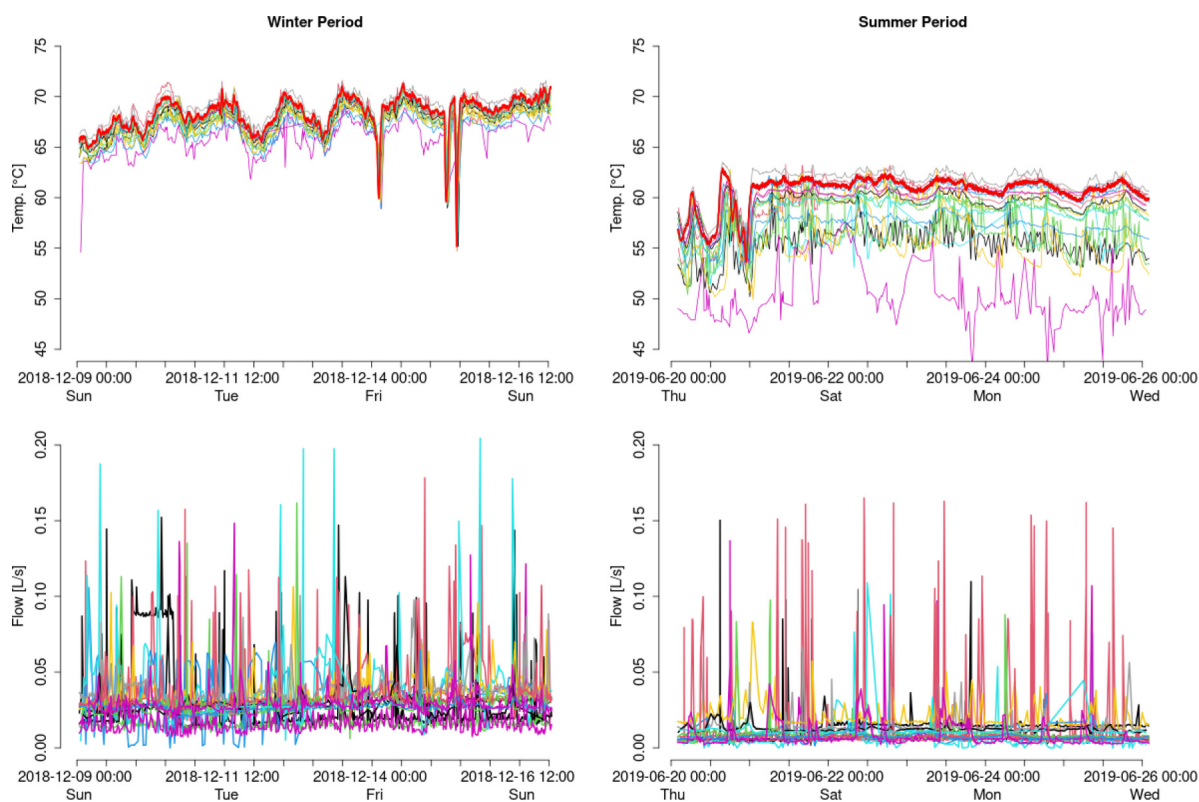 Winter Period
Temp. [°C]
75
70
65
60
55
50
45
2018-12-09 00:00 2018-12-11 12:00 2018-12-14 00:00 2018-12-16 12:00
Sun Tue Fri Sun
Summer Period
Temp. [°C]
75
70
65
60
55
50
45
2019-06-20 00:00 2019-06-22 00:00 2019-06-24 00:00 2019-06-26 00:00
Thu Sat Mon Wed
Flow [L/s]
0.20
0.15
0.10
0.05
0.00
2018-12-09 00:00 2018-12-11 12:00 2018-12-14 00:00 2018-12-16 12:00
Sun Tue Fri Sun
Flow [L/s]
0.20
0.15
0.10
0.05
0.00
2019-06-20 00:00 2019-06-22 00:00 2019-06-24 00:00 2019-06-26 00:00
Thu Sat Mon Wed